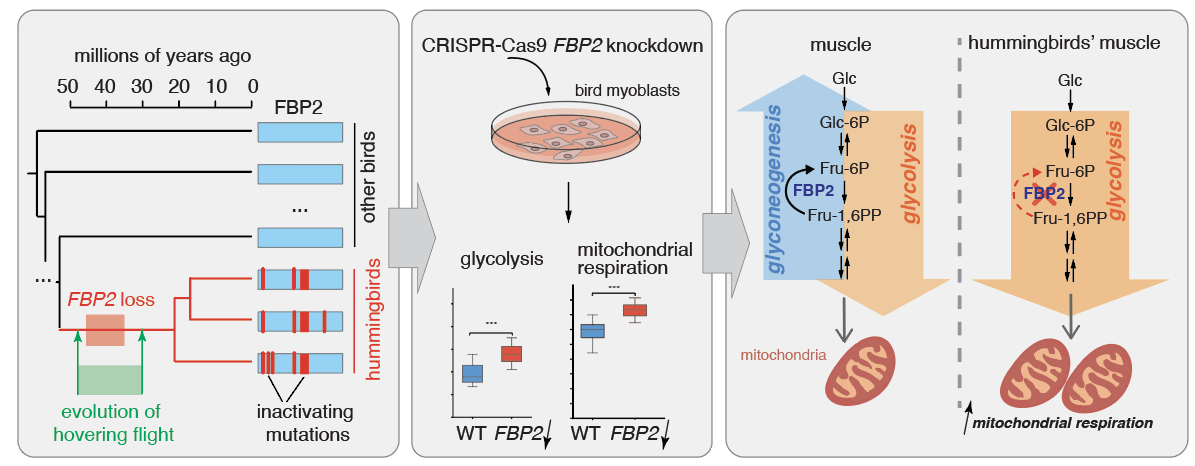 millions of years ago
50 40 30 20 10 0
FBP2
other birds
...
...
FBP2 loss
hummingbirds
evolution of
hovering flight
inactivating
mutations
CRISPR-Cas9 FBP2 knockdown
bird myoblasts
glycolysis
mitochondrial
respiration
***
***
WT FBP2
WT FBP2
muscle
Glc
Glc-6P
Fru-6P
FBP2
Fru-1,6PP
glyconeogenesis
glycolysis
mitochondria
hummingbirds' muscle
Glc
Glc-6P
Fru-6P
FBP2
Fru-1,6PP
glycolysis
mitochondrial respiration